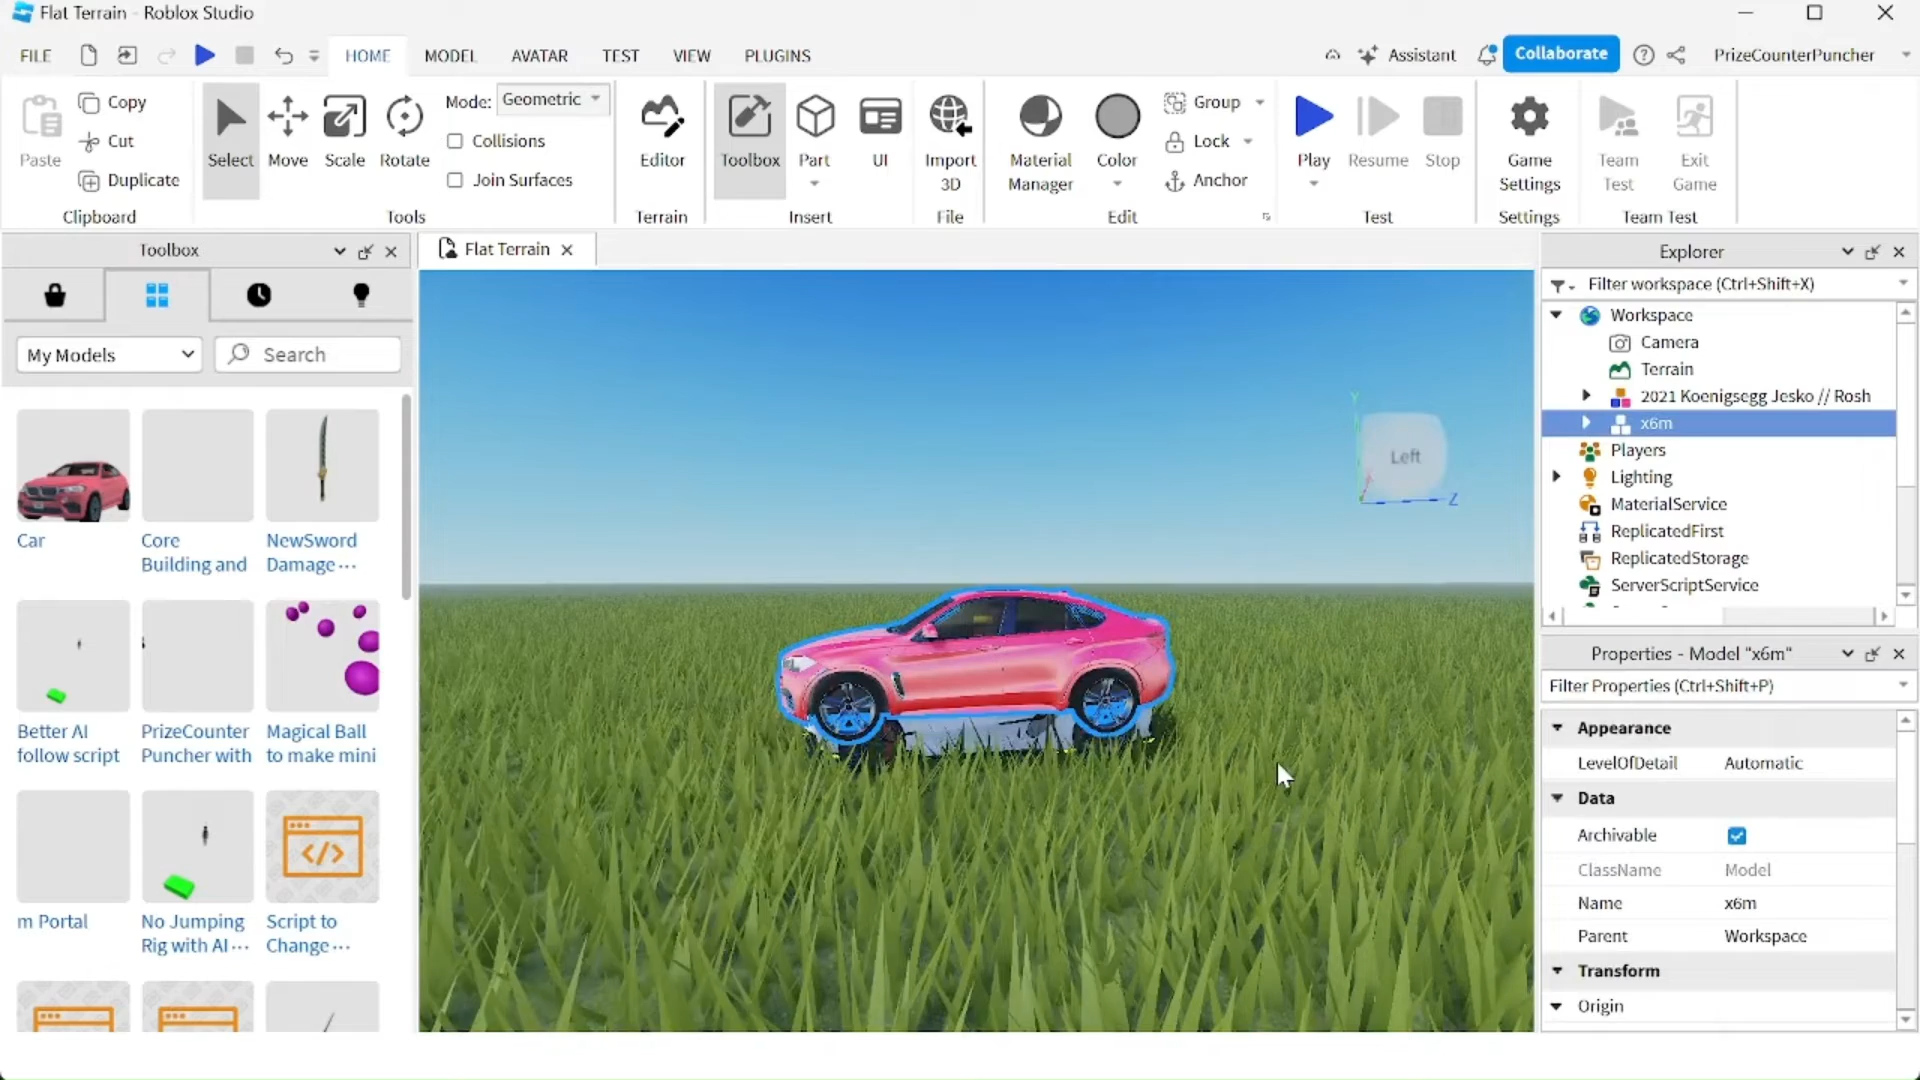 Flat Terrain - Roblox Studio
FILE
HOME
MODEL
AVATAR
TEST
VIEW
PLUGINS
Assistant
Collaborate
PrizeCounterPuncher
Paste
Copy
Cut
Duplicate
Clipboard
Select
Move
Scale
Rotate
Mode: Geometric
Collisions
Join Surfaces
Tools
Editor
Terrain
Toolbox
Part
UI
Insert
Import
3D
File
Material
Manager
Color
Group
Lock
Anchor
Edit
Play
Resume
Stop
Test
Game
Settings
Settings
Team
Test
Exit
Game
Team Test
Toolbox
My Models
Search
Car
Core
Building and
NewSword
Damage ···
Better AI
follow script
PrizeCounter
Puncher with
Magical Ball
to make mini
m Portal
No Jumping
Rig with AI ···
Script to
Change ···
Flat Terrain
Y
Left
Z
Explorer
Filter workspace (Ctrl+Shift+X)
Workspace
Camera
Terrain
2021 Koenigsegg Jesko // Rosh
x6m
Players
Lighting
MaterialService
ReplicatedFirst
ReplicatedStorage
ServerScriptService
Properties - Model "x6m"
Filter Properties (Ctrl+Shift+P)
Appearance
LevelOfDetail Automatic
Data
Archivable
ClassName Model
Name x6m
Parent Workspace
Transform
Origin